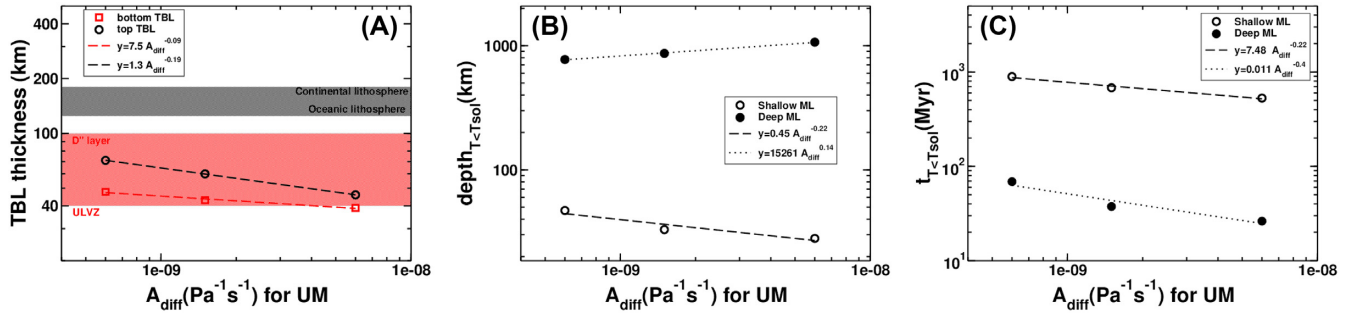 (A)
TBL thickness (km)
400
200
100
40
bottom TBL
top TBL
y=7.5 A_diff^-0.09
y=1.3 A_diff^-0.19
Continental lithosphere
Oceanic lithosphere
D" layer
ULVZ
1e-09
1e-08
A_diff(Pa^-1s^-1) for UM
(B)
depth_T<Tsol(km)
1000
100
Shallow ML
Deep ML
y=0.45 A_diff^-0.22
y=15261 A_diff^0.14
1e-09
1e-08
A_diff(Pa^-1s^-1) for UM
(C)
t_T<Tsol(Myr)
10^3
10^2
10^1
Shallow ML
Deep ML
y=7.48 A_diff^-0.22
y=0.011 A_diff^-0.4
1e-09
1e-08
A_diff(Pa^-1s^-1) for UM